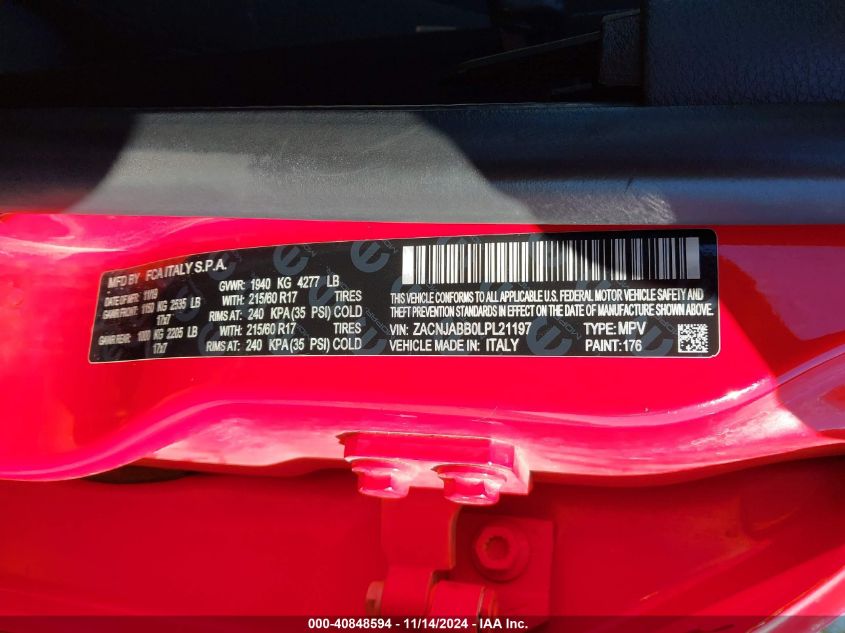 MFD BY FCA ITALY S.P.A.
DATE OF MFR: 11/19 GVWR: 1940 KG 4277 LB
GAWR FRONT: 1150 KG 2535 LB WITH: 215/60 R17 TIRES
17x7 RIMS AT: 240 KPA(35 PSI) COLD
GAWR REAR: 1000 KG 2205 LB WITH: 215/60 R17 TIRES
17x7 RIMS AT: 240 KPA(35 PSI) COLD
THIS VEHICLE CONFORMS TO ALL APPLICABLE U.S.A. FEDERAL MOTOR VEHICLE SAFETY AND
THEFT PREVENTION STANDARDS IN EFFECT ON THE DATE OF MANUFACTURE SHOWN ABOVE.
VIN: ZACNJABB0LPL21197 TYPE: MPV
VEHICLE MADE IN: ITALY PAINT:176
000-40848594 — 11/14/2024 — IAA Inc.